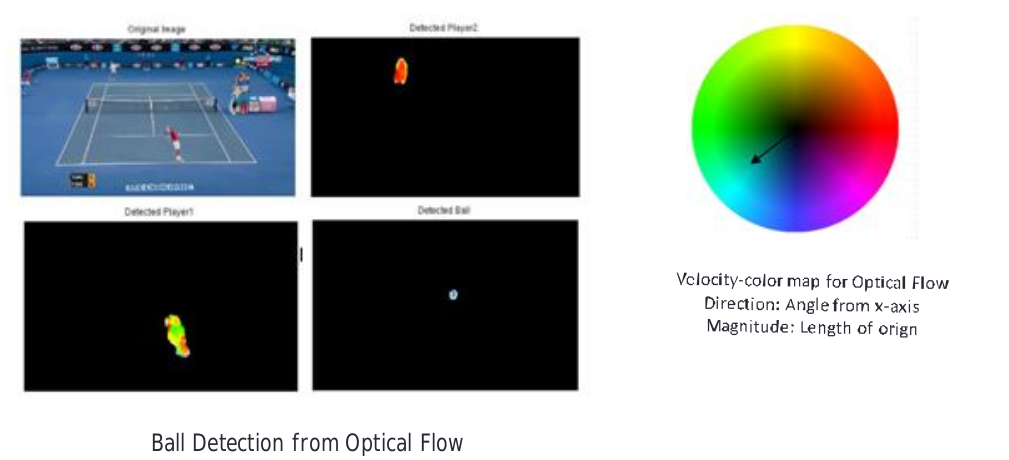 Original Image
Detected Player2
Detected Player1
Detected Ball
Velocity-color map for Optical Flow
Direction: Angle from x-axis
Magnitude: Length of orign
Ball Detection from Optical Flow